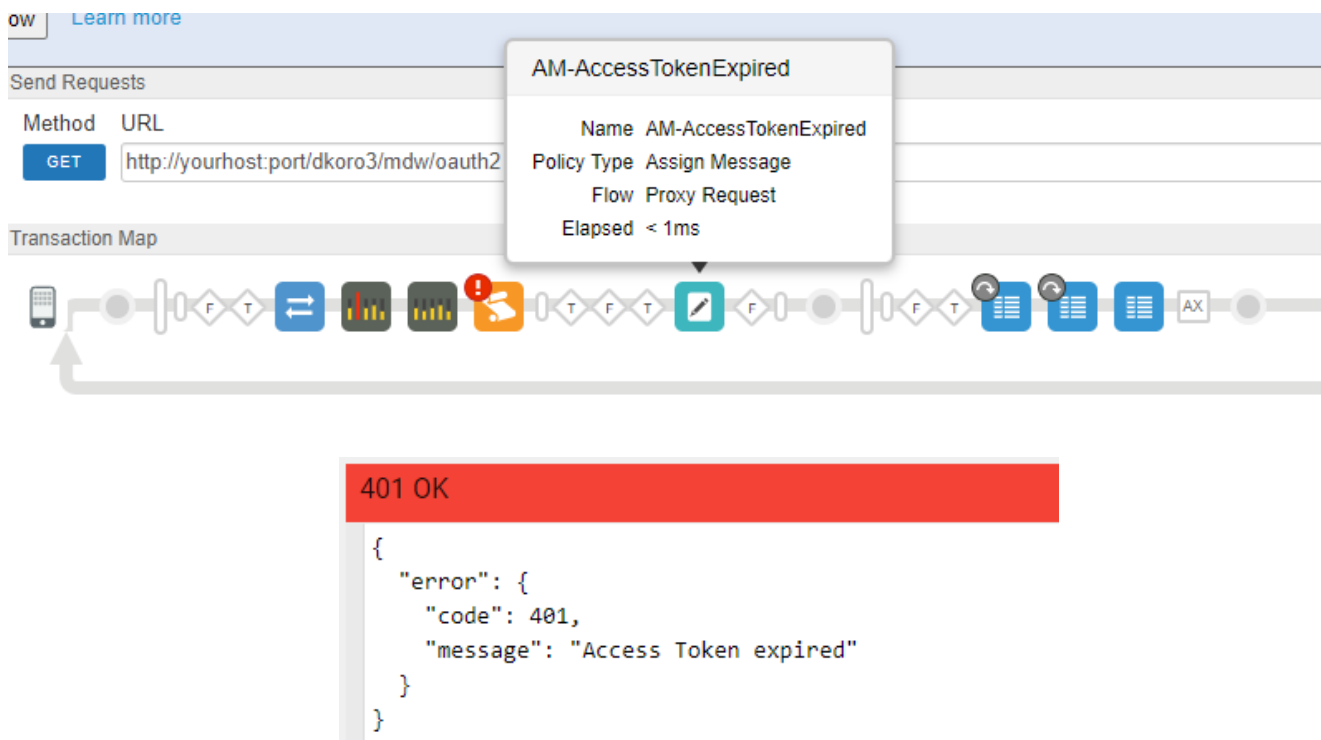 ow Learn more
AM-AccessTokenExpired
Send Requests
Method URL
Name AM-AccessTokenExpired
GET http://yourhost:port/dkoro3/mdw/oauth2 Policy Type Assign Message
Flow Proxy Request
Elapsed < 1ms
Transaction Map
! F T T F T F F T AX
401 OK
{
"error": {
"code": 401,
"message": "Access Token expired"
}
}